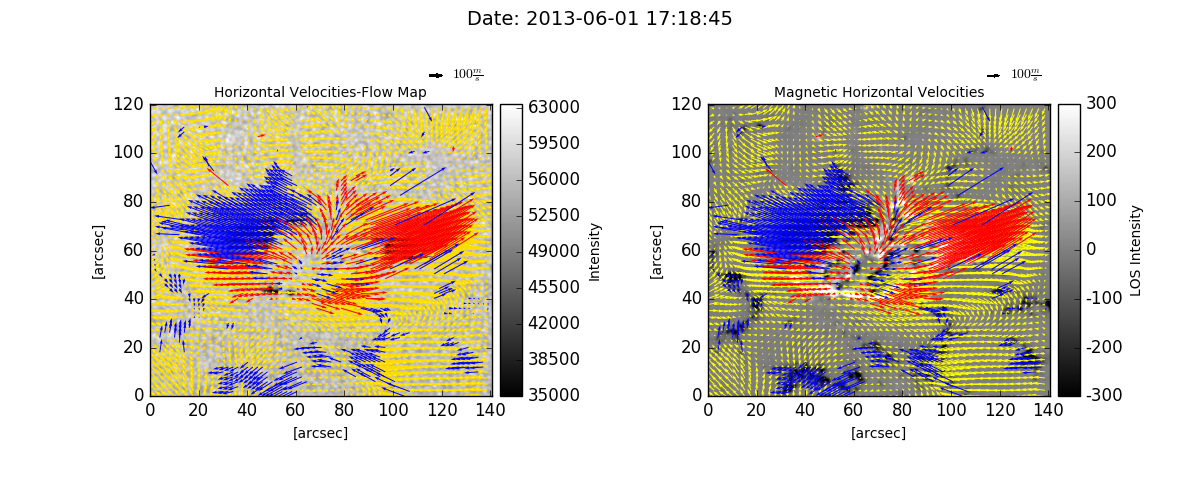 Date: 2013-06-01 17:18:45
100 m/s
Horizontal Velocities-Flow Map
120
100
80
60
40
20
0
0 20 40 60 80 100 120 140
[arcsec]
[arcsec]
63000
59500
56000
52500
49000
45500
42000
38500
35000
Intensity
100 m/s
Magnetic Horizontal Velocities
120
100
80
60
40
20
0
0 20 40 60 80 100 120 140
[arcsec]
[arcsec]
300
200
100
0
-100
-200
-300
LOS Intensity